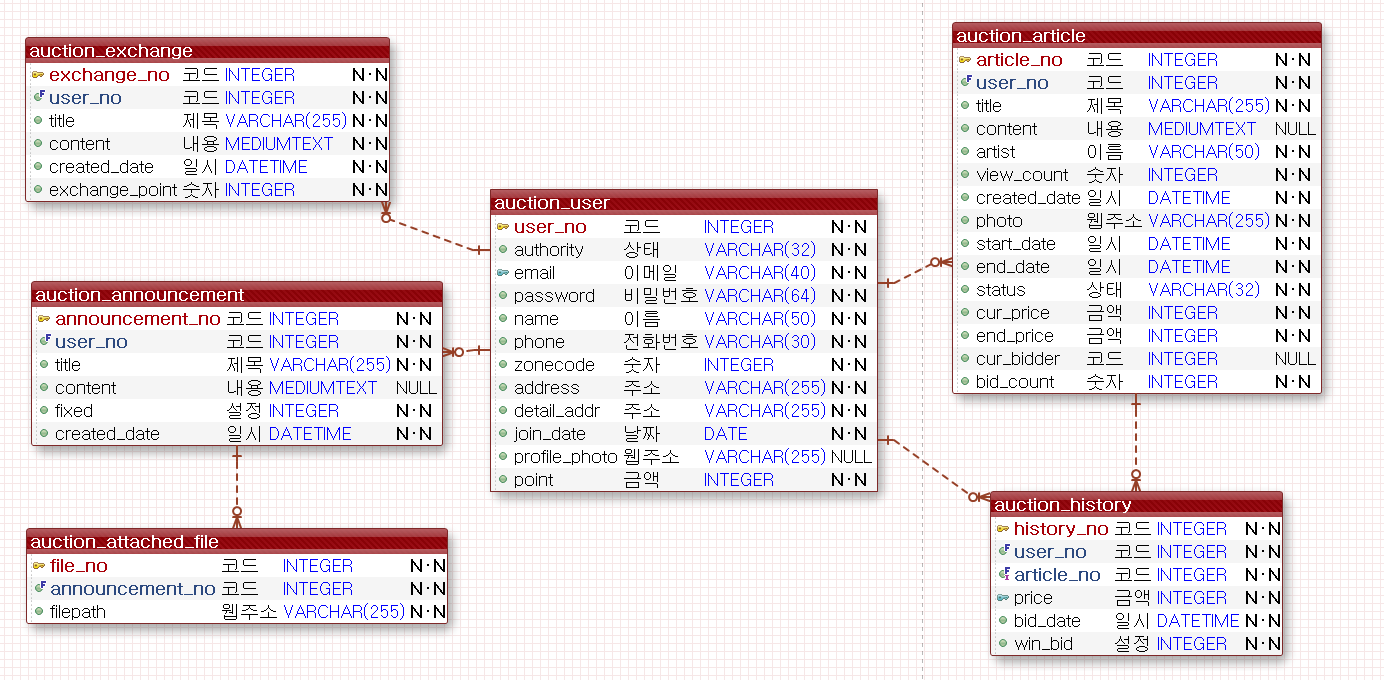 auction_exchange
exchange_no 코드 INTEGER N·N
user_no 코드 INTEGER N·N
title 제목 VARCHAR(255) N·N
content 내용 MEDIUMTEXT N·N
created_date 일시 DATETIME N·N
exchange_point 숫자 INTEGER N·N
auction_announcement
announcement_no 코드 INTEGER N·N
user_no 코드 INTEGER N·N
title 제목 VARCHAR(255) N·N
content 내용 MEDIUMTEXT NULL
fixed 설정 INTEGER N·N
created_date 일시 DATETIME N·N
auction_attached_file
file_no 코드 INTEGER N·N
announcement_no 코드 INTEGER N·N
filepath 웹주소 VARCHAR(255) N·N
auction_user
user_no 코드 INTEGER N·N
authority 상태 VARCHAR(32) N·N
email 이메일 VARCHAR(40) N·N
password 비밀번호 VARCHAR(64) N·N
name 이름 VARCHAR(50) N·N
phone 전화번호 VARCHAR(30) N·N
zonecode 숫자 INTEGER N·N
address 주소 VARCHAR(255) N·N
detail_addr 주소 VARCHAR(255) N·N
join_date 날짜 DATE N·N
profile_photo 웹주소 VARCHAR(255) NULL
point 금액 INTEGER N·N
auction_article
article_no 코드 INTEGER N·N
user_no 코드 INTEGER N·N
title 제목 VARCHAR(255) N·N
content 내용 MEDIUMTEXT NULL
artist 이름 VARCHAR(50) N·N
view_count 숫자 INTEGER N·N
created_date 일시 DATETIME N·N
photo 웹주소 VARCHAR(255) N·N
start_date 일시 DATETIME N·N
end_date 일시 DATETIME N·N
status 상태 VARCHAR(32) N·N
cur_price 금액 INTEGER N·N
end_price 금액 INTEGER N·N
cur_bidder 코드 INTEGER NULL
bid_count 숫자 INTEGER N·N
auction_history
history_no 코드 INTEGER N·N
user_no 코드 INTEGER N·N
article_no 코드 INTEGER N·N
price 금액 INTEGER N·N
bid_date 일시 DATETIME N·N
win_bid 설정 INTEGER N·N